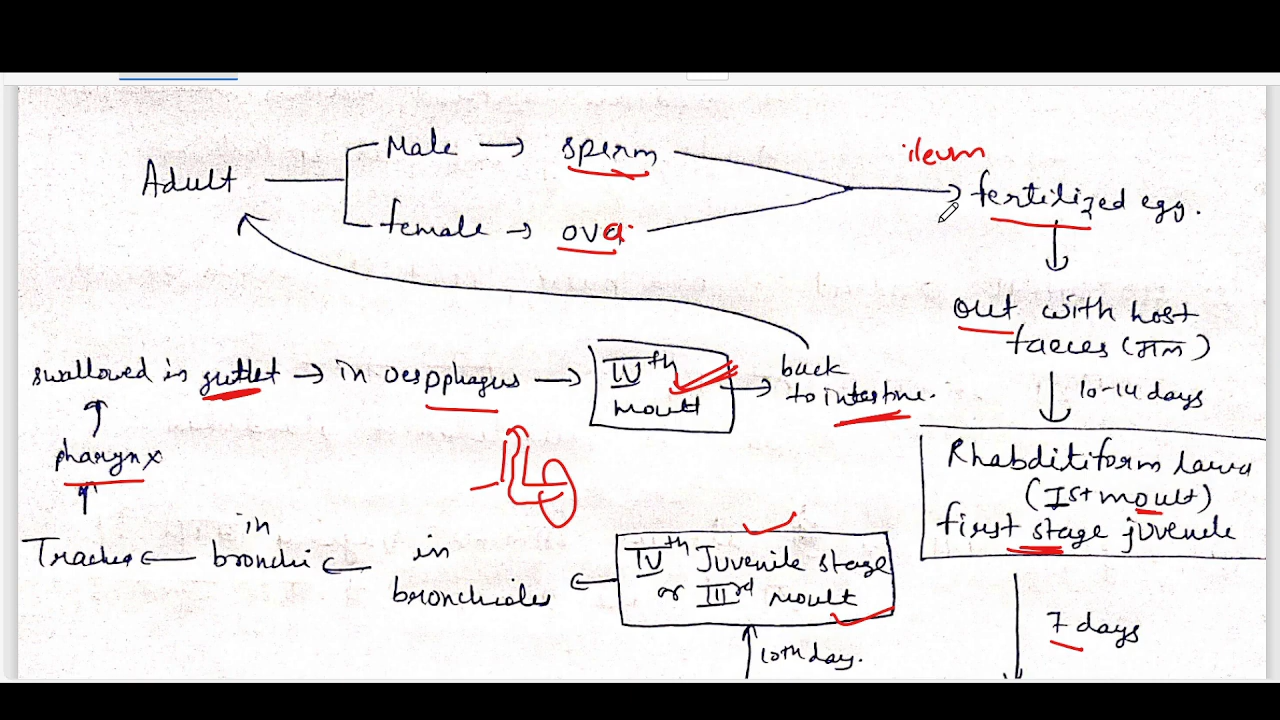 Adult
Male → sperm
female → ova
ileum
fertilized egg.
out with host
faeces (मल)
10-14 days
Rhabditiform larva
(Ist moult)
first stage juvenile
7 days
10th day.
IVth Juvenile stage
or IIIrd moult
in
bronchioles
in
bronchi
Trachea
pharynx
swallowed in gutlet → in oespphagus →
IVth
moult
back
to intestine.